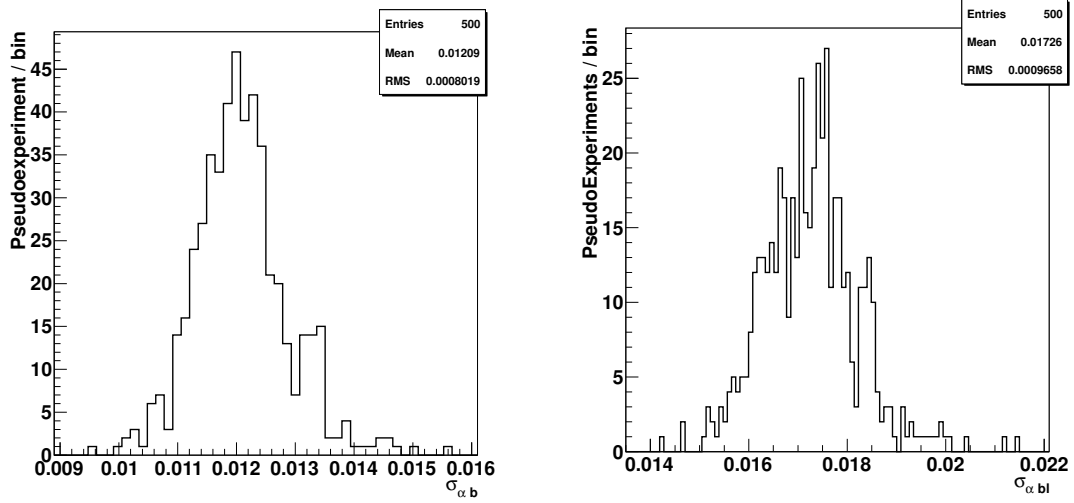 Entries 500
Mean 0.01209
RMS 0.0008019
Pseudoexperiment / bin
45
40
35
30
25
20
15
10
5
0
0.009 0.01 0.011 0.012 0.013 0.014 0.015 0.016
σ α b
Entries 500
Mean 0.01726
RMS 0.0009658
PseudoExperiments / bin
25
20
15
10
5
0
0.014 0.016 0.018 0.02 0.022
σ α bl